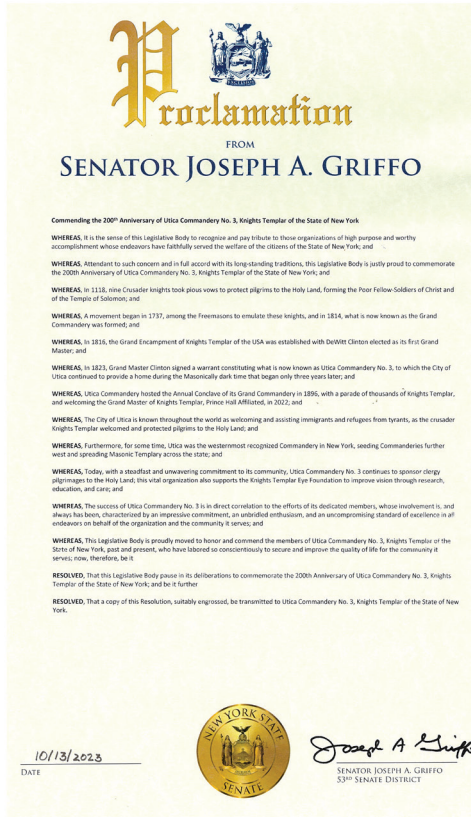 Proclamation
EXCELSIOR
FROM
SENATOR JOSEPH A. GRIFFO
Commending the 200th Anniversary of Utica Commandery No. 3, Knights Templar of the State of New York
WHEREAS, It is the sense of this Legislative Body to recognize and pay tribute to those organizations of high purpose and worthy
accomplishment whose endeavors have faithfully served the welfare of the citizens of the State of New York; and
WHEREAS, Attendant to such concern and in full accord with its long-standing traditions, this Legislative Body is justly proud to commemorate
the 200th Anniversary of Utica Commandery No. 3, Knights Templar of the State of New York; and
WHEREAS, In 1118, nine Crusader knights took pious vows to protect pilgrims to the Holy Land, forming the Poor Fellow-Soldiers of Christ and
of the Temple of Solomon; and
WHEREAS, A movement began in 1737, among the Freemasons to emulate these knights, and in 1814, what is now known as the Grand
Commandery was formed; and
WHEREAS, In 1816, the Grand Encampment of Knights Templar of the USA was established with DeWitt Clinton elected as its first Grand
Master; and
WHEREAS, In 1823, Grand Master Clinton signed a warrant constituting what is now known as Utica Commandery No. 3, to which the City of
Utica continued to provide a home during the Masonically dark time that began only three years later; and
WHEREAS, Utica Commandery hosted the Annual Conclave of its Grand Commandery in 1896, with a parade of thousands of Knights Templar,
and welcoming the Grand Master of Knights Templar, Prince Hall Affiliated, in 2022; and
WHEREAS, The City of Utica is known throughout the world as welcoming and assisting immigrants and refugees from tyrants, as the crusader
Knights Templar welcomed and protected pilgrims to the Holy Land; and
WHEREAS, Furthermore, for some time, Utica was the westernmost recognized Commandery in New York, seeding Commanderies further
west and spreading Masonic Templary across the state; and
WHEREAS, Today, with a steadfast and unwavering commitment to its community, Utica Commandery No. 3 continues to sponsor clergy
pilgrimages to the Holy Land; this vital organization also supports the Knights Templar Eye Foundation to improve vision through research,
education, and care; and
WHEREAS, The success of Utica Commandery No. 3 is in direct correlation to the efforts of its dedicated members, whose involvement is, and
always has been, characterized by an impressive commitment, an unbridled enthusiasm, and an uncompromising standard of excellence in all
endeavors on behalf of the organization and the community it serves; and
WHEREAS, This Legislative Body is proudly moved to honor and commend the members of Utica Commandery No. 3, Knights Templar of the
State of New York, past and present, who have labored so conscientiously to secure and improve the quality of life for the community it
serves; now, therefore, be it
RESOLVED, That this Legislative Body pause in its deliberations to commemorate the 200th Anniversary of Utica Commandery No. 3, Knights
Templar of the State of New York; and be it further
RESOLVED, That a copy of this Resolution, suitably engrossed, be transmitted to Utica Commandery No. 3, Knights Templar of the State of New
York.
NEW YORK STATE
SENATE
10/13/2023
DATE
Joseph A Griffo
SENATOR JOSEPH A. GRIFFO
53RD SENATE DISTRICT